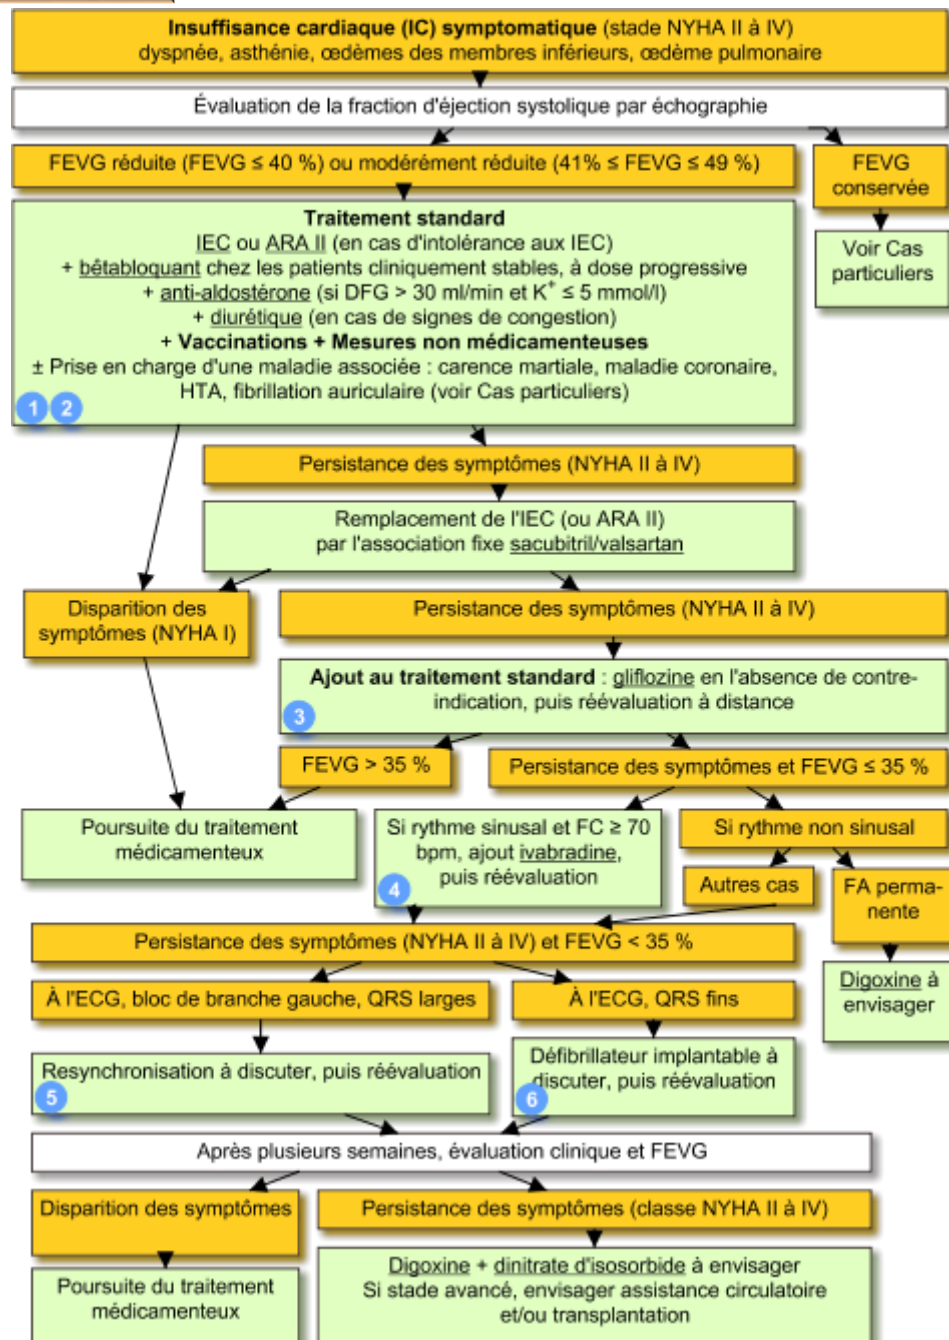 Insuffisance cardiaque (IC) symptomatique (stade NYHA II à IV)
dyspnée, asthénie, œdèmes des membres inférieurs, œdème pulmonaire
Évaluation de la fraction d'éjection systolique par échographie
FEVG réduite (FEVG ≤ 40 %) ou modérément réduite (41% ≤ FEVG ≤ 49 %)
FEVG
conservée
Traitement standard
IEC ou ARA II (en cas d'intolérance aux IEC)
+ bêtabloquant chez les patients cliniquement stables, à dose progressive
+ anti-aldostérone (si DFG > 30 ml/min et K⁺ ≤ 5 mmol/l)
+ diurétique (en cas de signes de congestion)
+ Vaccinations + Mesures non médicamenteuses
± Prise en charge d'une maladie associée : carence martiale, maladie coronaire,
HTA, fibrillation auriculaire (voir Cas particuliers)
1 2
Voir Cas
particuliers
Persistance des symptômes (NYHA II à IV)
Remplacement de l'IEC (ou ARA II)
par l'association fixe sacubitril/valsartan
Disparition des
symptômes (NYHA I)
Persistance des symptômes (NYHA II à IV)
Ajout au traitement standard : gliflozine en l'absence de contre-
indication, puis réévaluation à distance
3
FEVG > 35 %
Persistance des symptômes et FEVG ≤ 35 %
Poursuite du traitement
médicamenteux
Si rythme sinusal et FC ≥ 70
bpm, ajout ivabradine,
puis réévaluation
4
Si rythme non sinusal
Autres cas
FA perma-
nente
Digoxine à
envisager
Persistance des symptômes (NYHA II à IV) et FEVG < 35 %
À l'ECG, bloc de branche gauche, QRS larges
À l'ECG, QRS fins
Resynchronisation à discuter, puis réévaluation
5
Défibrillateur implantable à
discuter, puis réévaluation
6
Après plusieurs semaines, évaluation clinique et FEVG
Disparition des symptômes
Persistance des symptômes (classe NYHA II à IV)
Poursuite du traitement
médicamenteux
Digoxine + dinitrate d'isosorbide à envisager
Si stade avancé, envisager assistance circulatoire
et/ou transplantation